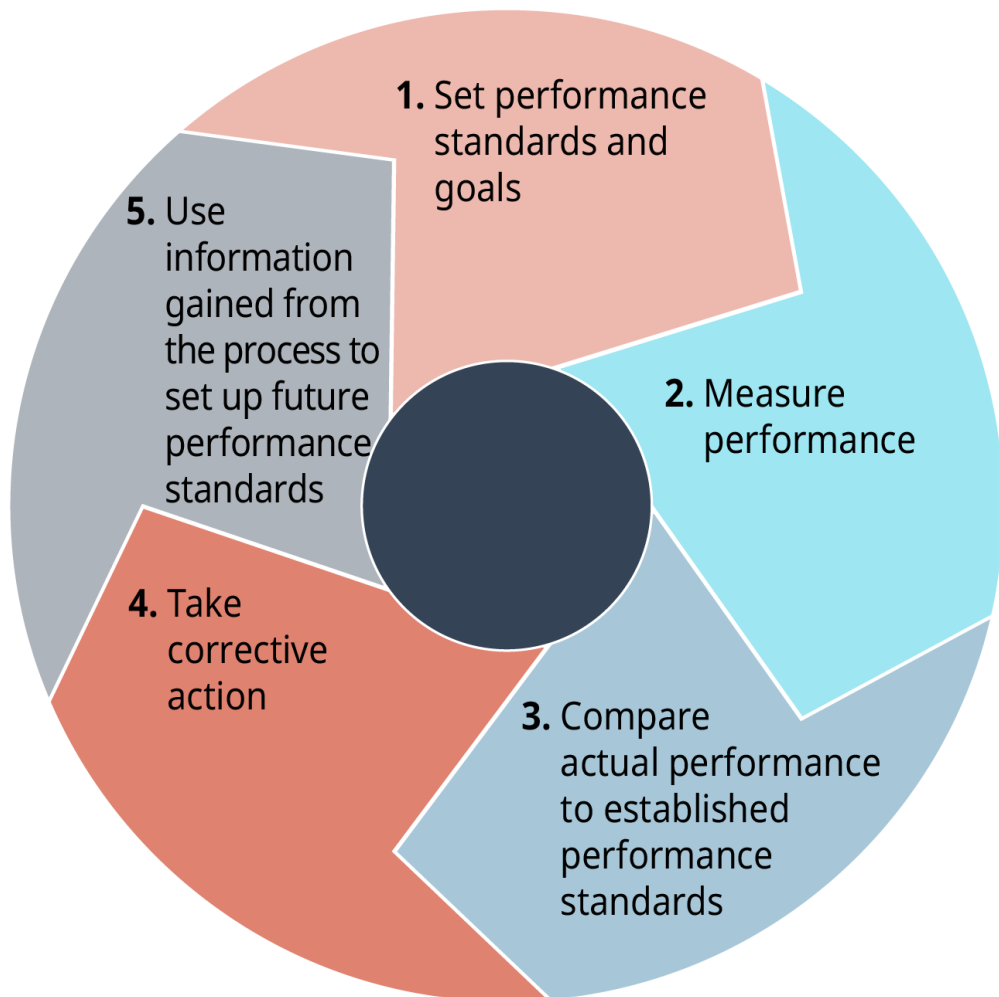 1. Set performance
standards and
goals
2. Measure
performance
3. Compare
actual performance
to established
performance
standards
4. Take
corrective
action
5. Use
information
gained from
the process to
set up future
performance
standards